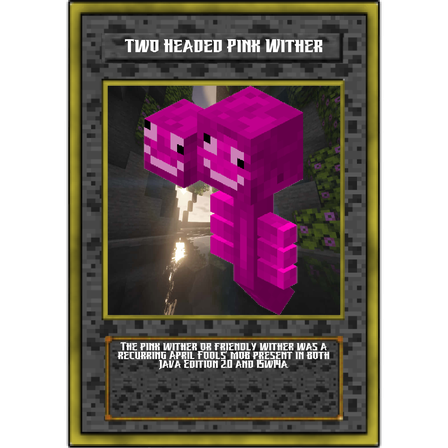 Two Headed Pink Wither
The Pink Wither or Friendly Wither was a
recurring April Fools mob present in both
Java Edition 2.0 and 15w14a